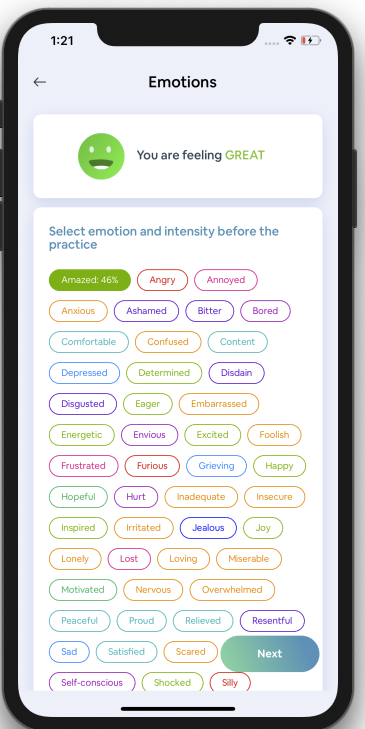 1:21
Emotions
You are feeling GREAT
Select emotion and intensity before the
practice
Amazed: 46% Angry Annoyed
Anxious Ashamed Bitter Bored
Comfortable Confused Content
Depressed Determined Disdain
Disgusted Eager Embarrassed
Energetic Envious Excited Foolish
Frustrated Furious Grieving Happy
Hopeful Hurt Inadequate Insecure
Inspired Irritated Jealous Joy
Lonely Lost Loving Miserable
Motivated Nervous Overwhelmed
Peaceful Proud Relieved Resentful
Sad Satisfied Scared Next
Self-conscious Shocked Silly